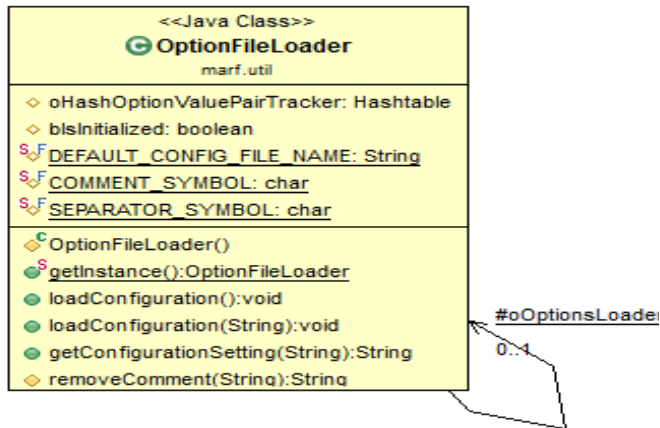 <<Java Class>>
C OptionFileLoader
marf.util
oHashOptionValuePairTracker: Hashtable
bIsInitialized: boolean
S F DEFAULT_CONFIG_FILE_NAME: String
S F COMMENT_SYMBOL: char
S F SEPARATOR_SYMBOL: char
C OptionFileLoader()
S getInstance():OptionFileLoader
loadConfiguration():void
loadConfiguration(String):void
getConfigurationSetting(String):String
removeComment(String):String
#oOptionsLoader
0..1